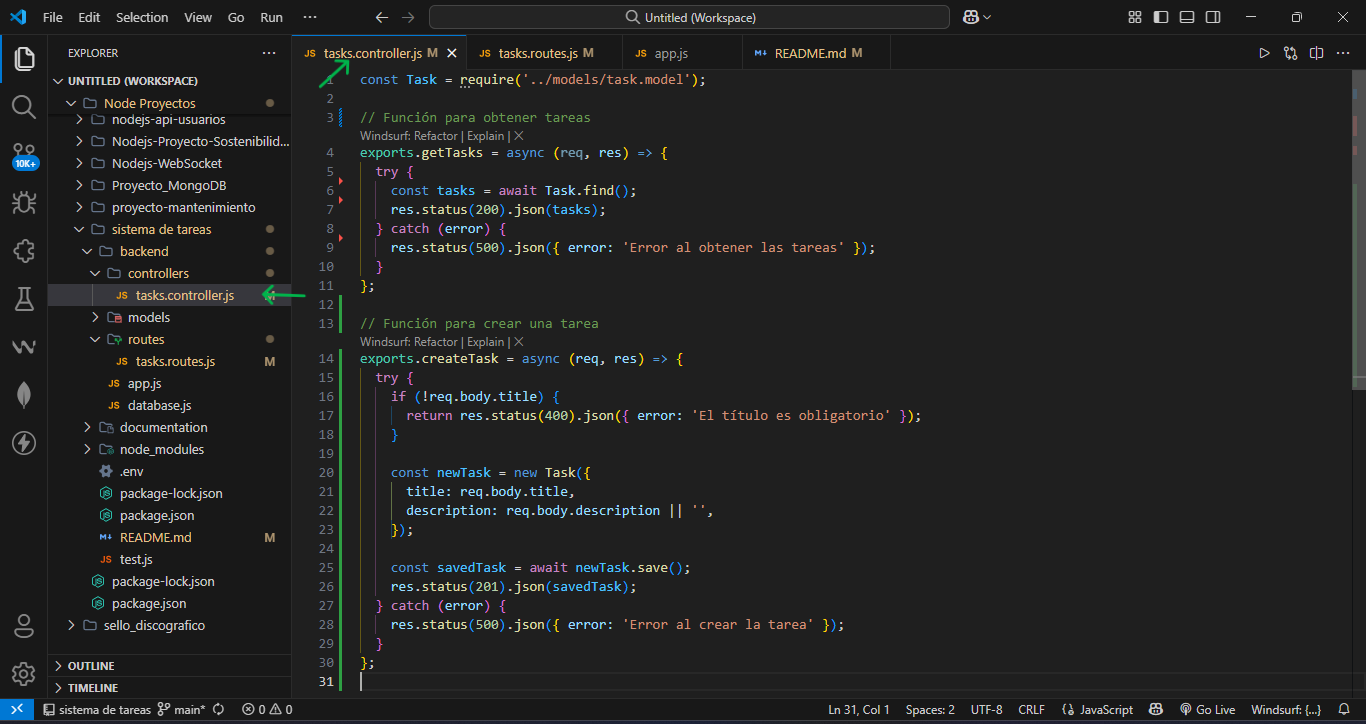 File Edit Selection View Go Run ··· Untitled (Workspace)
EXPLORER ···
tasks.controller.js M
JS tasks.routes.js M
JS app.js
README.md M
UNTITLED (WORKSPACE)
Node Proyectos
nodejs-api-usuarios
Nodejs-Proyecto-Sostenibilid...
Nodejs-WebSocket
10K+
Proyecto_MongoDB
proyecto-mantenimiento
sistema de tareas
backend
controllers
JS tasks.controller.js M
models
routes
JS tasks.routes.js M
JS app.js
JS database.js
documentation
node_modules
.env
package-lock.json
package.json
README.md M
JS test.js
package-lock.json
package.json
sello_discografico
OUTLINE
TIMELINE
1 const Task = require('../models/task.model');
2
3 // Función para obtener tareas
Windsurf: Refactor | Explain | X
4 exports.getTasks = async (req, res) => {
5 try {
6 const tasks = await Task.find();
7 res.status(200).json(tasks);
8 } catch (error) {
9 res.status(500).json({ error: 'Error al obtener las tareas' });
10 }
11 };
12
13 // Función para crear una tarea
Windsurf: Refactor | Explain | X
14 exports.createTask = async (req, res) => {
15 try {
16 if (!req.body.title) {
17 return res.status(400).json({ error: 'El título es obligatorio' });
18 }
19
20 const newTask = new Task({
21 title: req.body.title,
22 description: req.body.description || '',
23 });
24
25 const savedTask = await newTask.save();
26 res.status(201).json(savedTask);
27 } catch (error) {
28 res.status(500).json({ error: 'Error al crear la tarea' });
29 }
30 };
31
sistema de tareas main* 0 0 Ln 31, Col 1 Spaces: 2 UTF-8 CRLF {} JavaScript Go Live Windsurf: {...}